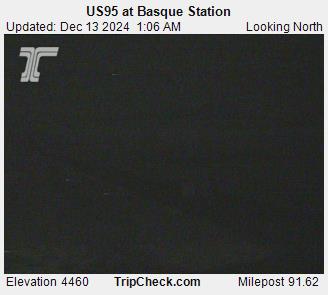 US95 at Basque Station
Updated: Dec 13 2024 1:06 AM Looking North
Elevation 4460 TripCheck.com Milepost 91.62